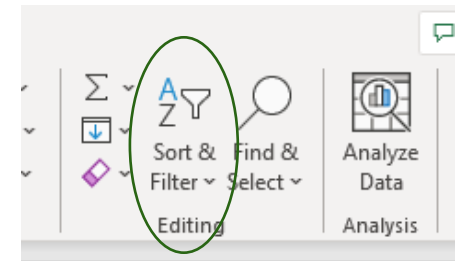 Sort &
Filter
Find &
Select
Analyze
Data
Editing
Analysis